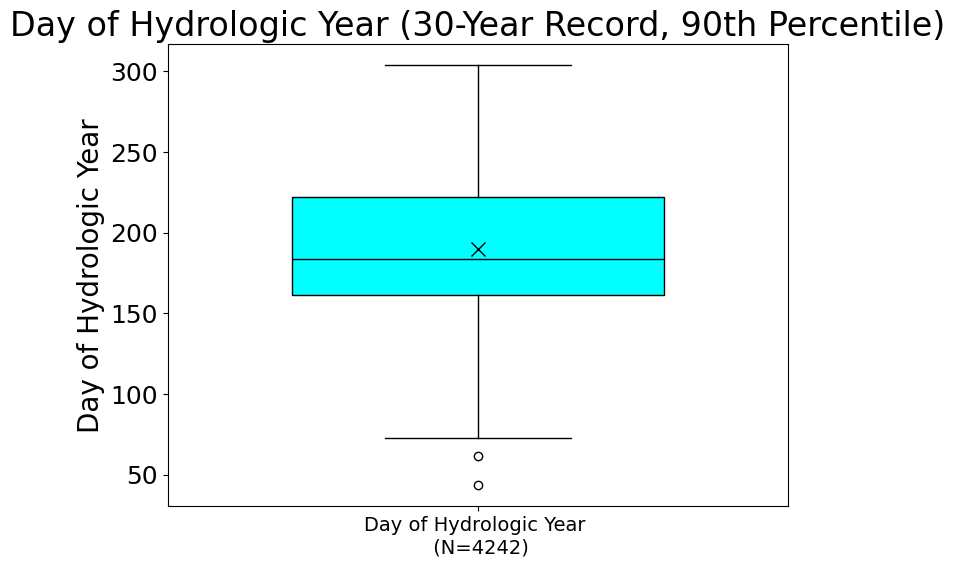 Day of Hydrologic Year (30-Year Record, 90th Percentile)
Day of Hydrologic Year
300
250
200
150
100
50
Day of Hydrologic Year
(N=4242)